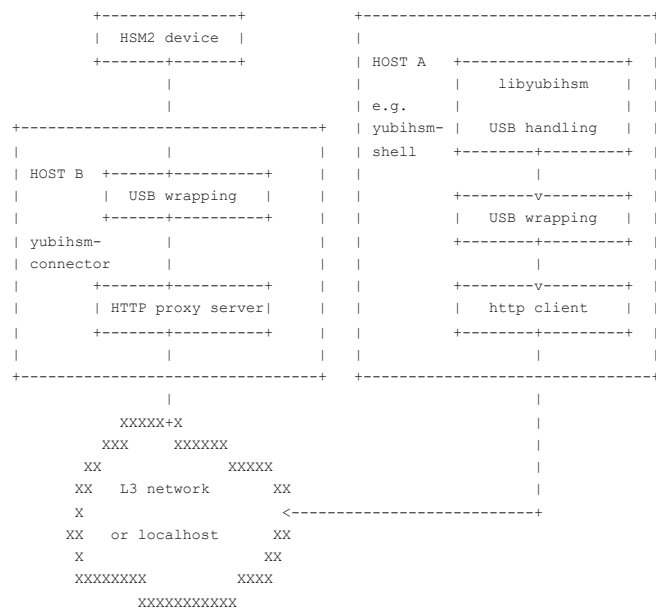 HSM2 device
HOST A
libyubihsm
e.g.
yubihsm-
USB handling
shell
HOST B
USB wrapping
USB wrapping
yubihsm-
connector
HTTP proxy server
http client
L3 network
or localhost